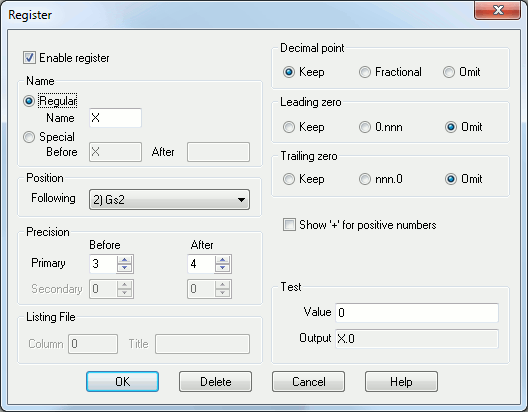 Register
Enable register
Name
Regular
Name X
Special
Before X After
Position
Following 2) Gs2
Precision
Before After
Primary 3 4
Secondary 0 0
Listing File
Column 0 Title
Decimal point
Keep Fractional Omit
Leading zero
Keep 0.nnn Omit
Trailing zero
Keep nnn.0 Omit
Show '+' for positive numbers
Test
Value 0
Output X.0
OK Delete Cancel Help